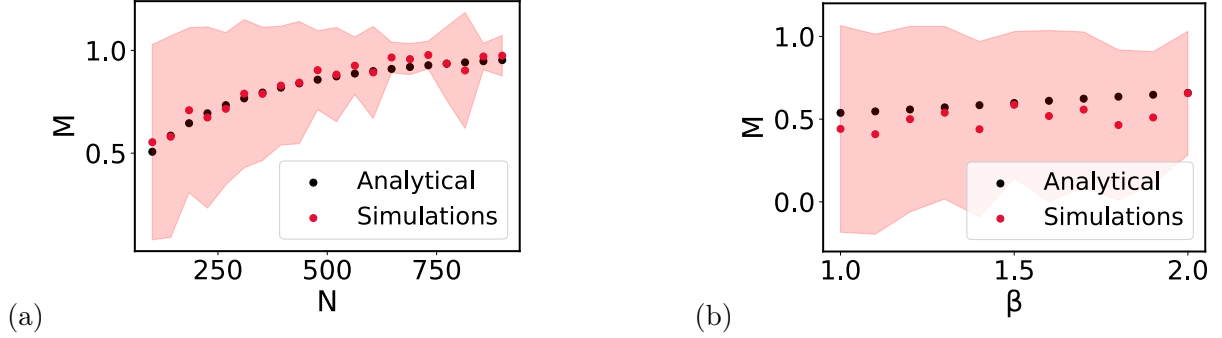 1.0
0.5
M
Analytical
Simulations
250
500
750
N
(a)
1.0
0.5
0.0
M
Analytical
Simulations
1.0
1.5
2.0
β
(b)